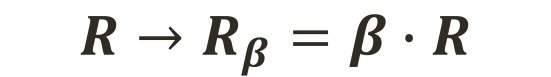 R → R_β = β · R